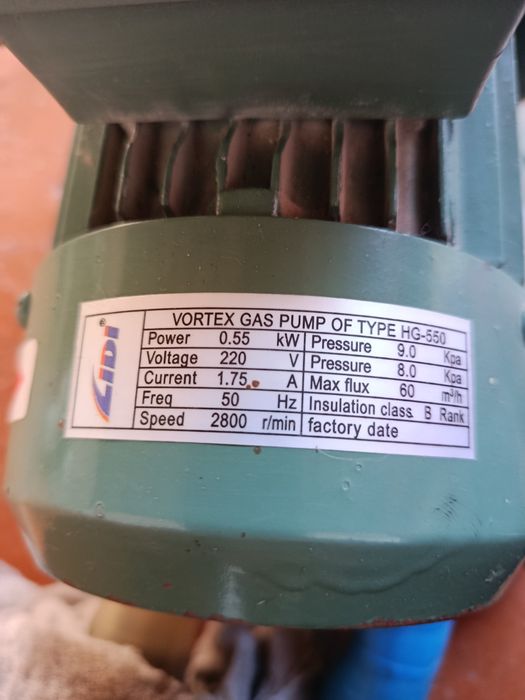 LIDI®
VORTEX GAS PUMP OF TYPE HG-550
Power 0.55 kW Pressure 9.0 Kpa
Voltage 220 V Pressure 8.0 Kpa
Current 1.75 A Max flux 60 m³/h
Freq 50 Hz Insulation class B Rank
Speed 2800 r/min factory date